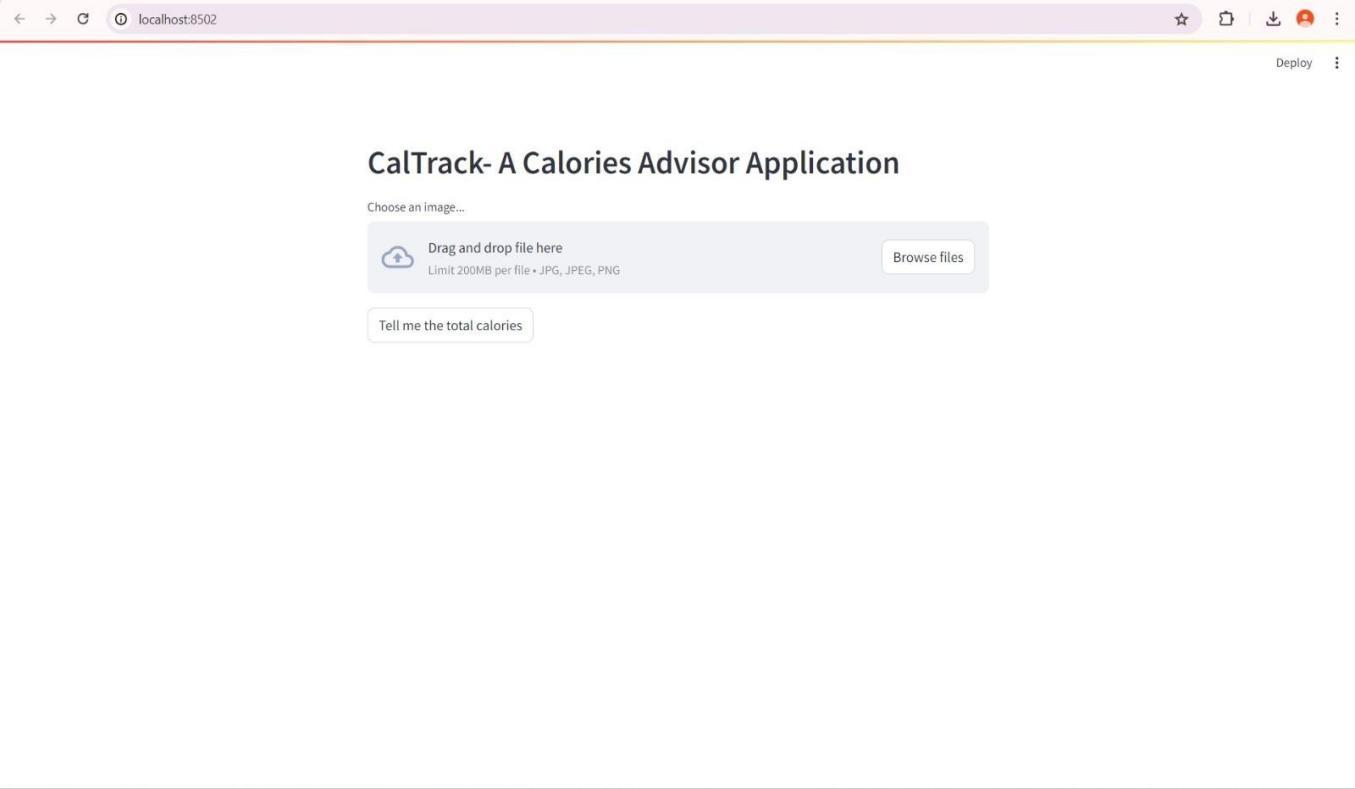 localhost:8502
Deploy
CalTrack- A Calories Advisor Application
Choose an image...
Drag and drop file here
Limit 200MB per file • JPG, JPEG, PNG
Browse files
Tell me the total calories